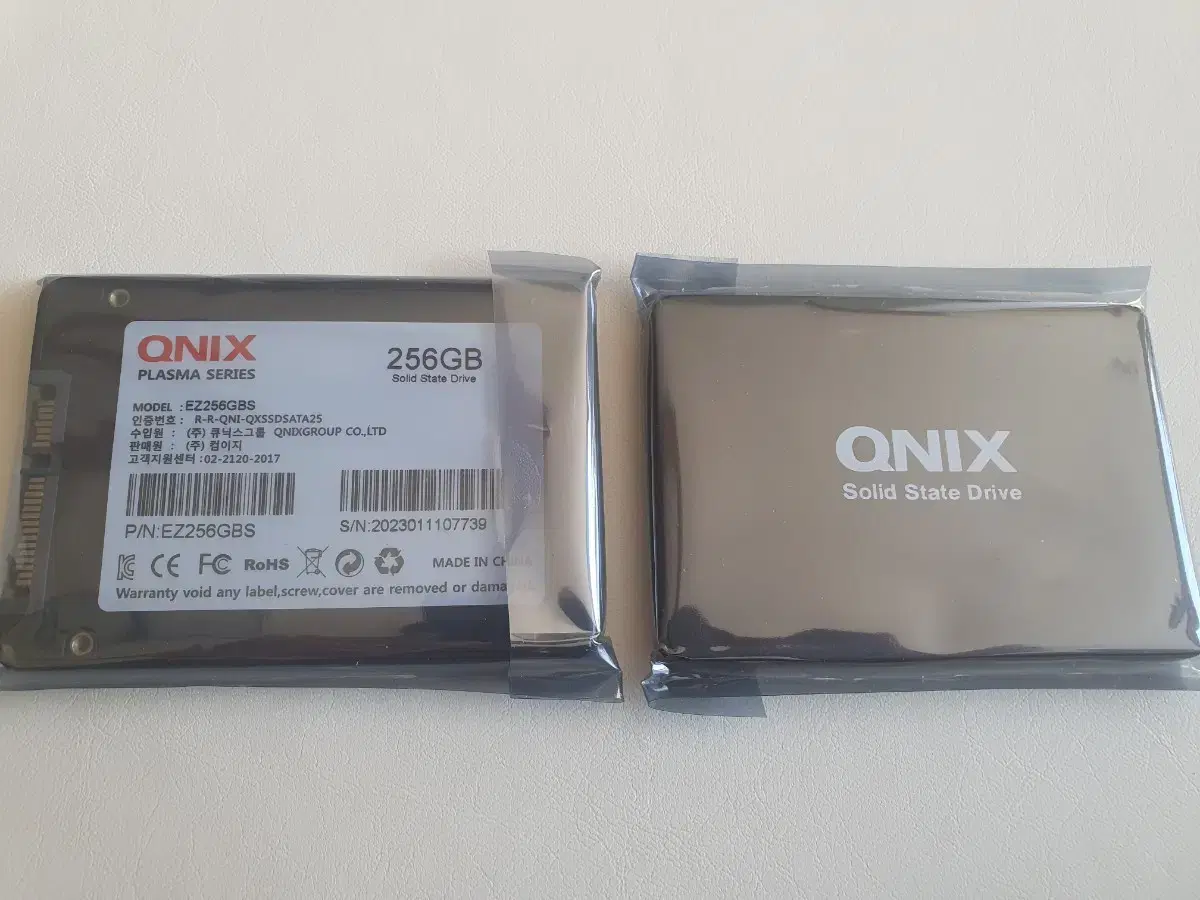 QNIX
PLASMA SERIES
256GB
Solid State Drive
MODEL : EZ256GBS
인증번호 : R-R-QNI-QXSSDSATA25
수입원 : (주) 큐닉스그룹 QNIXGROUP CO.,LTD
판매원 : (주) 컴이지
고객지원센터 : 02-2120-2017
P/N:EZ256GBS
S/N:2023011107739
CE FC RoHS MADE IN CHINA
Warranty void any label,screw,cover are removed or
QNIX
Solid State Drive